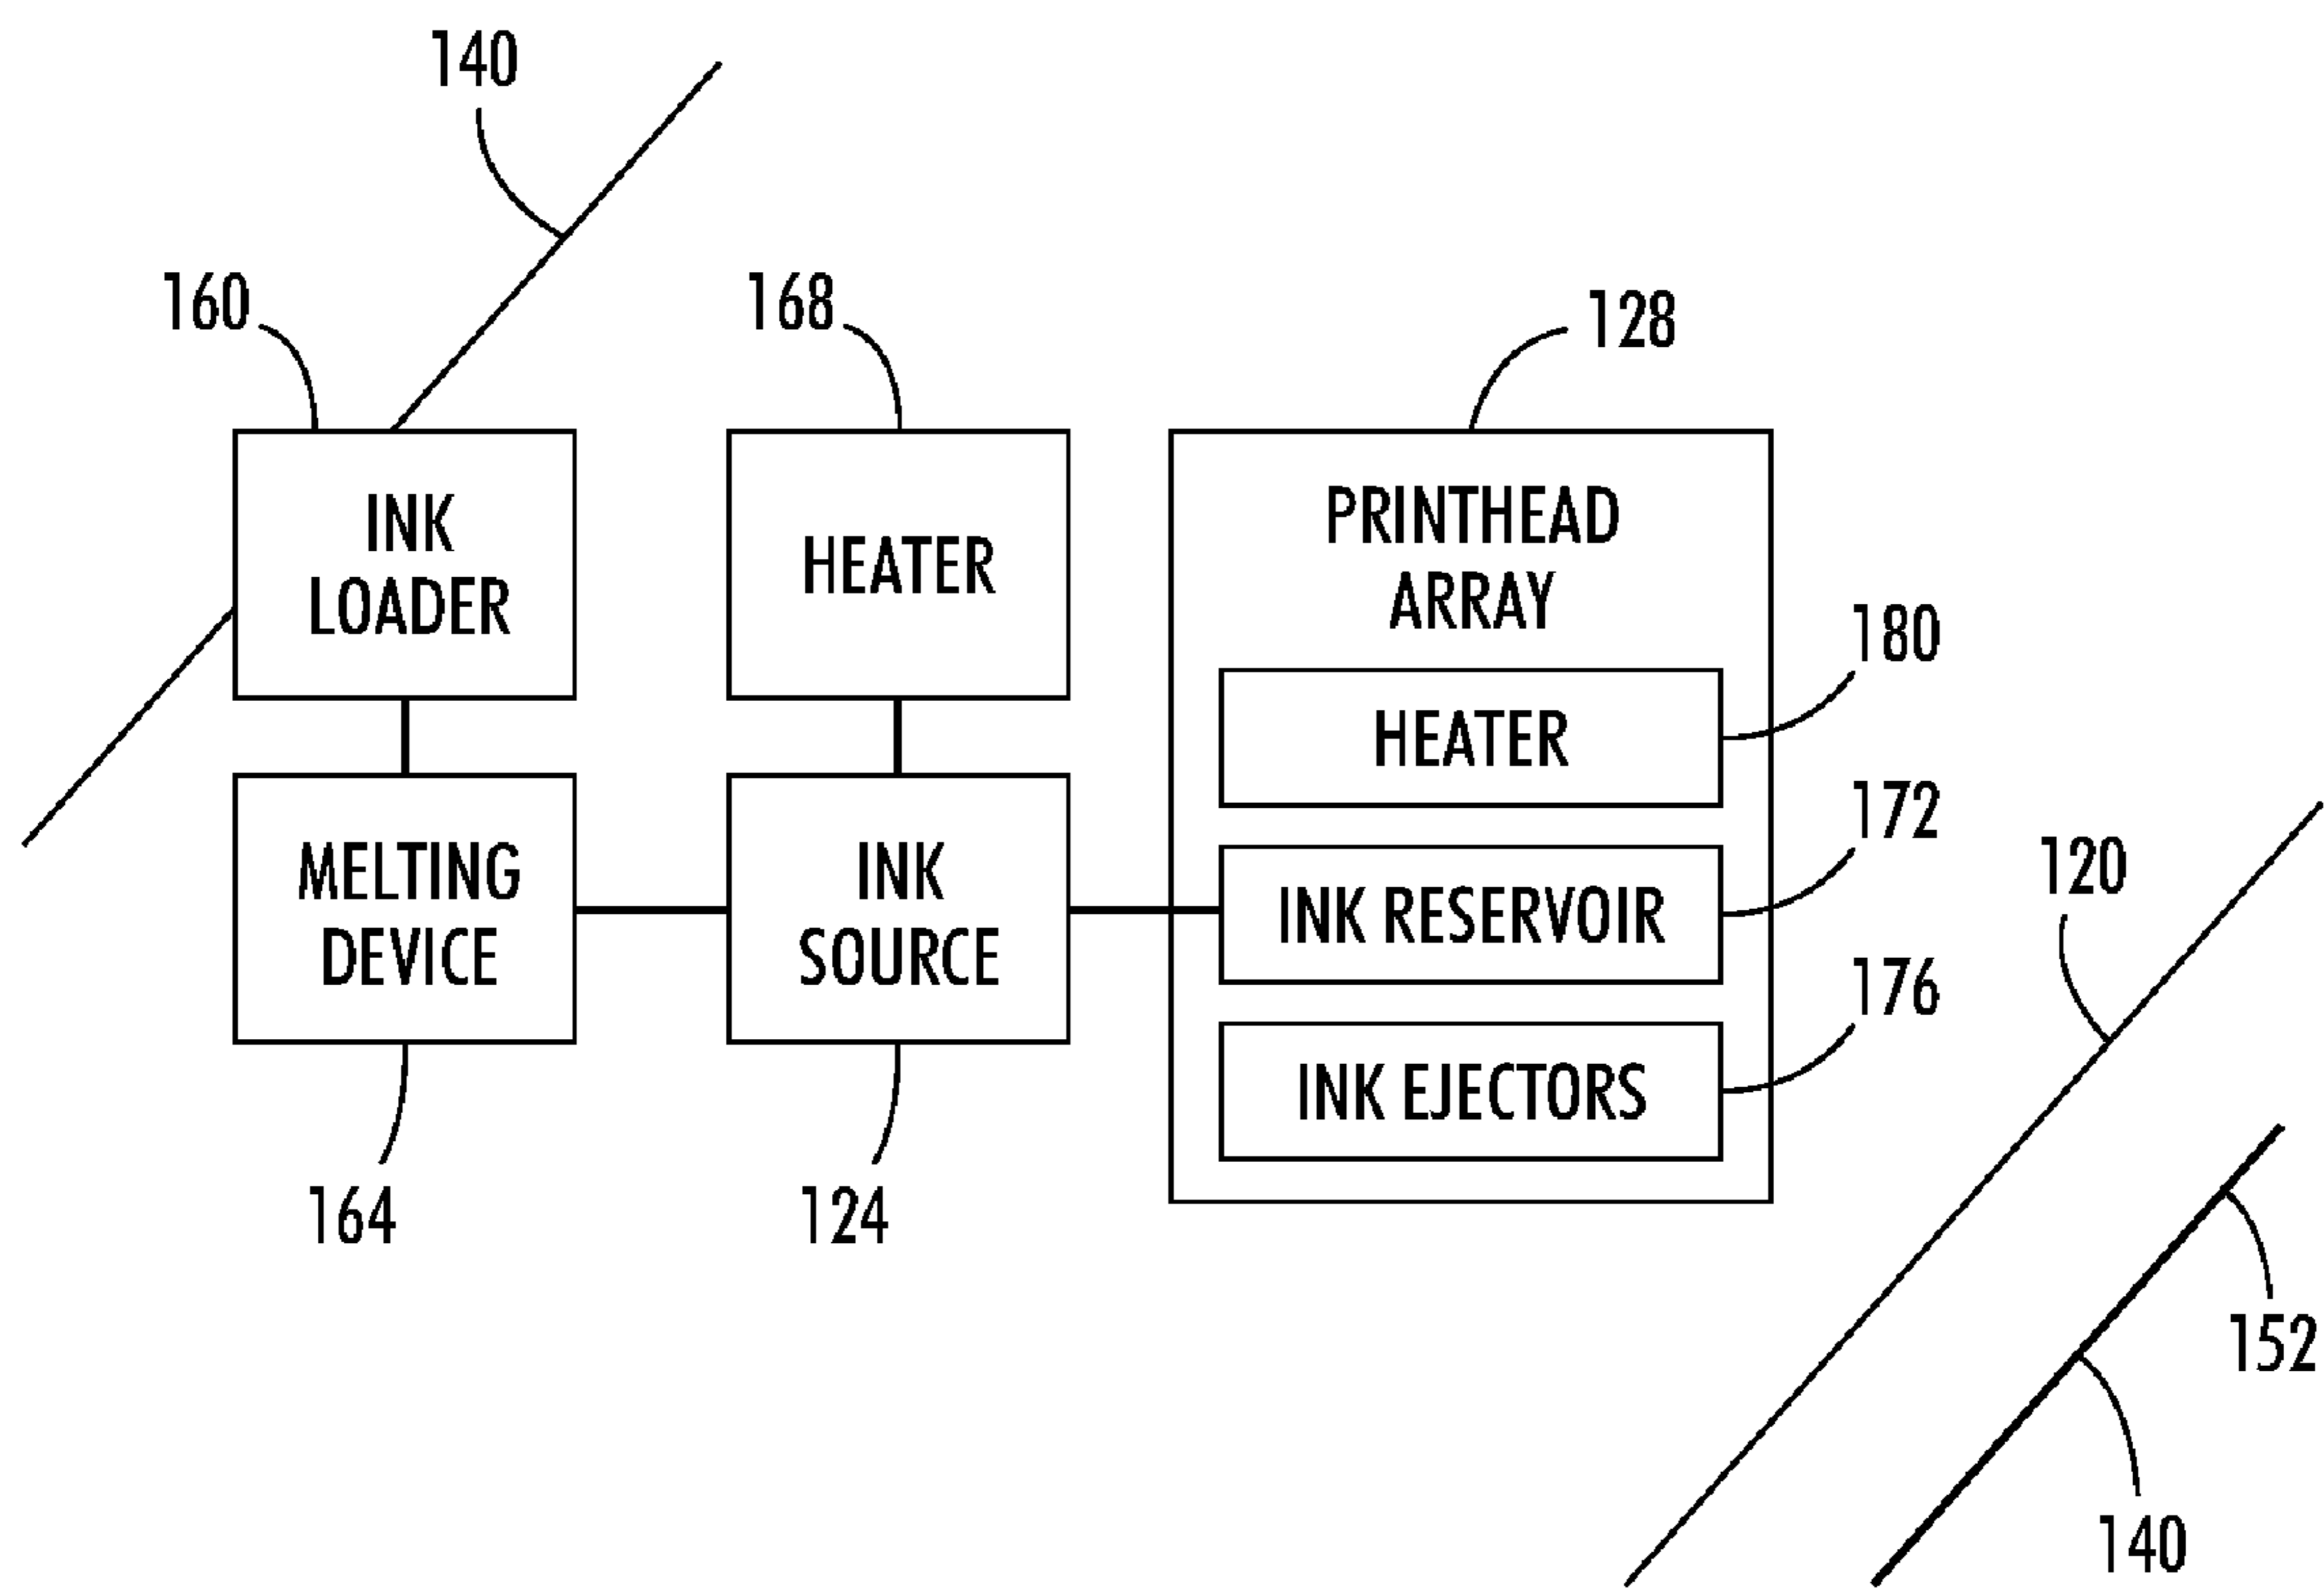 140
160
168
128
INK
LOADER
HEATER
PRINTHEAD
ARRAY
180
HEATER
172
120
MELTING
DEVICE
INK
SOURCE
INK RESERVOIR
176
INK EJECTORS
164
124
152
140